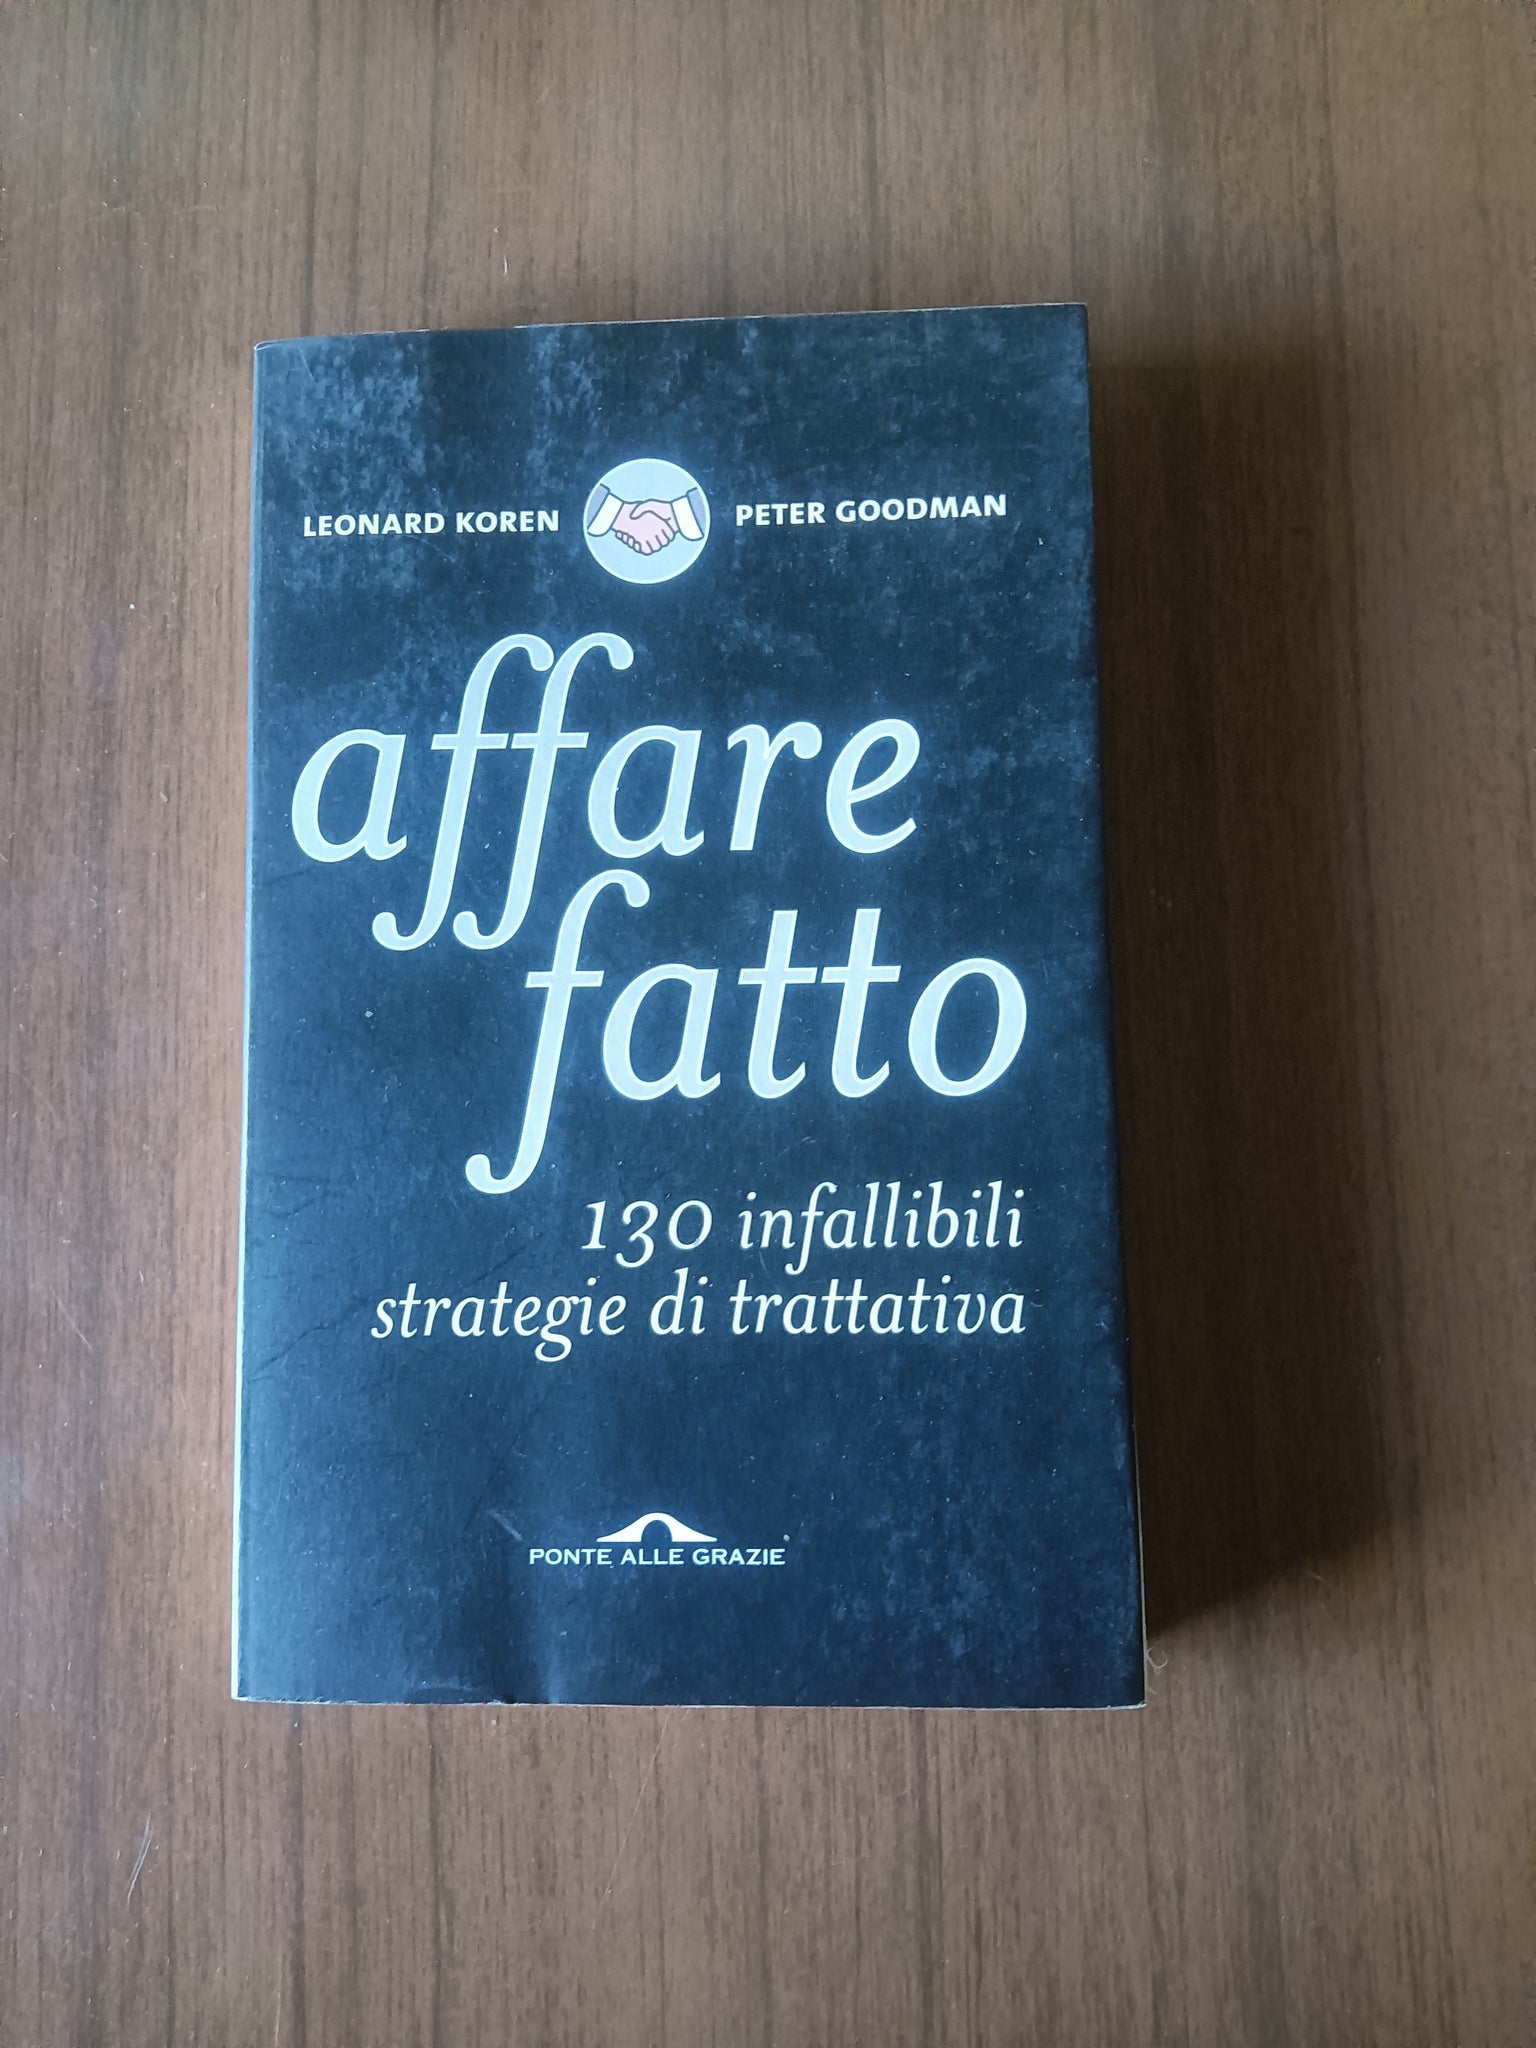 LEONARD KOREN PETER GOODMAN
affare
fatto
130 infallibili
strategie di trattativa
PONTE ALLE GRAZIE